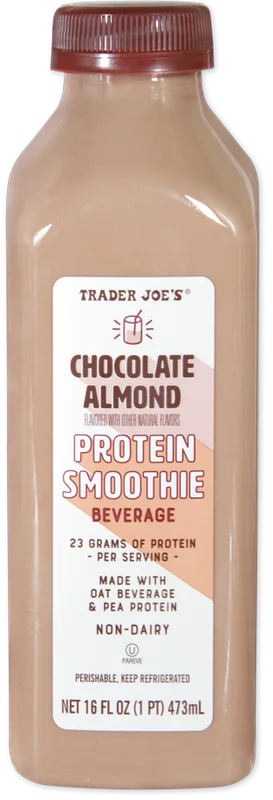 TRADER JOE'S®
CHOCOLATE
ALMOND
FLAVORED WITH OTHER NATURAL FLAVORS
PROTEIN
SMOOTHIE
BEVERAGE
23 GRAMS OF PROTEIN
- PER SERVING -
MADE WITH
OAT BEVERAGE
& PEA PROTEIN
NON-DAIRY
U
PAREVE
PERISHABLE, KEEP REFRIGERATED
NET 16 FL OZ (1 PT) 473mL